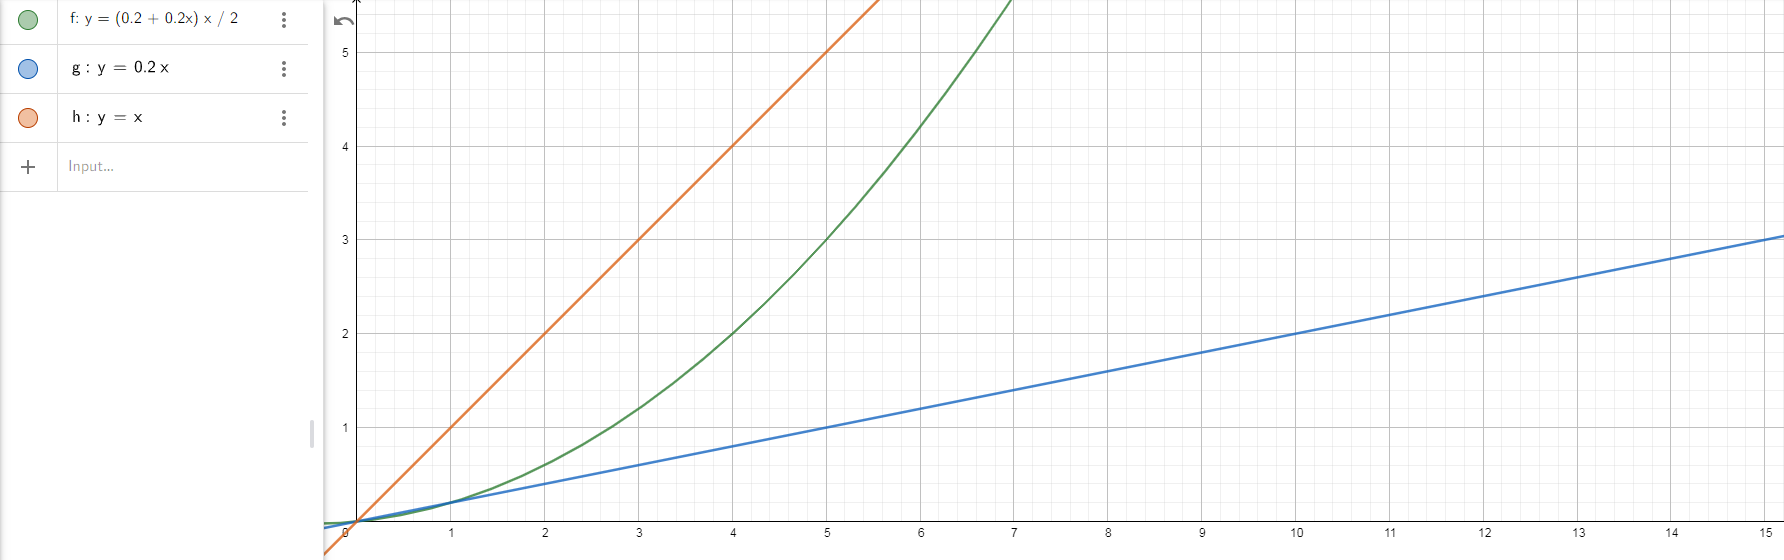 f: y = (0.2 + 0.2x) x / 2
g : y = 0.2 x
h : y = x
+ Input...
5
4
3
2
1
0 1 2 3 4 5 6 7 8 9 10 11 12 13 14 15